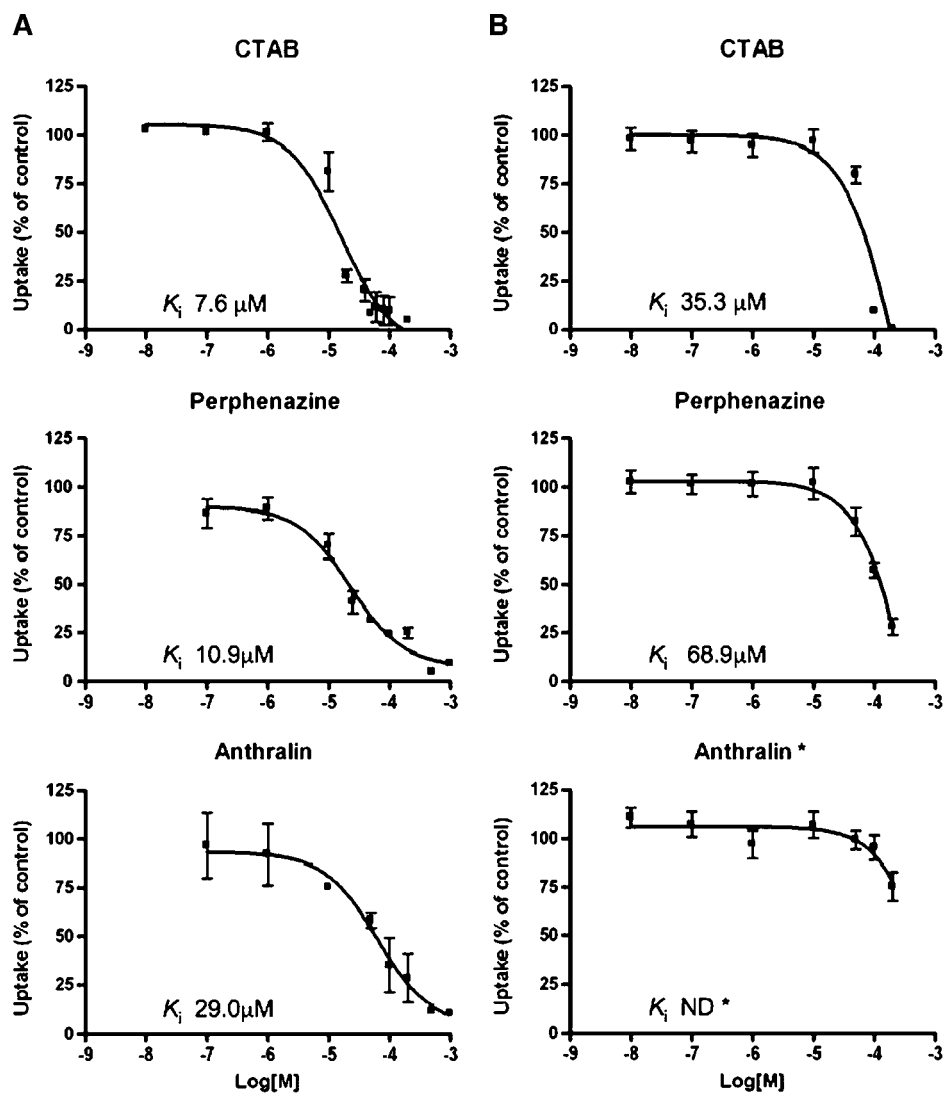 A
B
CTAB
125
100
75
50
25
0
Uptake (% of control)
Ki 7.6 μM
-9 -8 -7 -6 -5 -4 -3
CTAB
125
100
75
50
25
0
Uptake (% of control)
Ki 35.3 μM
-9 -8 -7 -6 -5 -4 -3
Perphenazine
125
100
75
50
25
0
Uptake (% of control)
Ki 10.9μM
-9 -8 -7 -6 -5 -4 -3
Perphenazine
125
100
75
50
25
0
Uptake (% of control)
Ki 68.9μM
-9 -8 -7 -6 -5 -4 -3
Anthralin
125
100
75
50
25
0
Uptake (% of control)
Ki 29.0μM
-9 -8 -7 -6 -5 -4 -3
Log[M]
Anthralin *
125
100
75
50
25
0
Uptake (% of control)
Ki ND *
-9 -8 -7 -6 -5 -4 -3
Log[M]